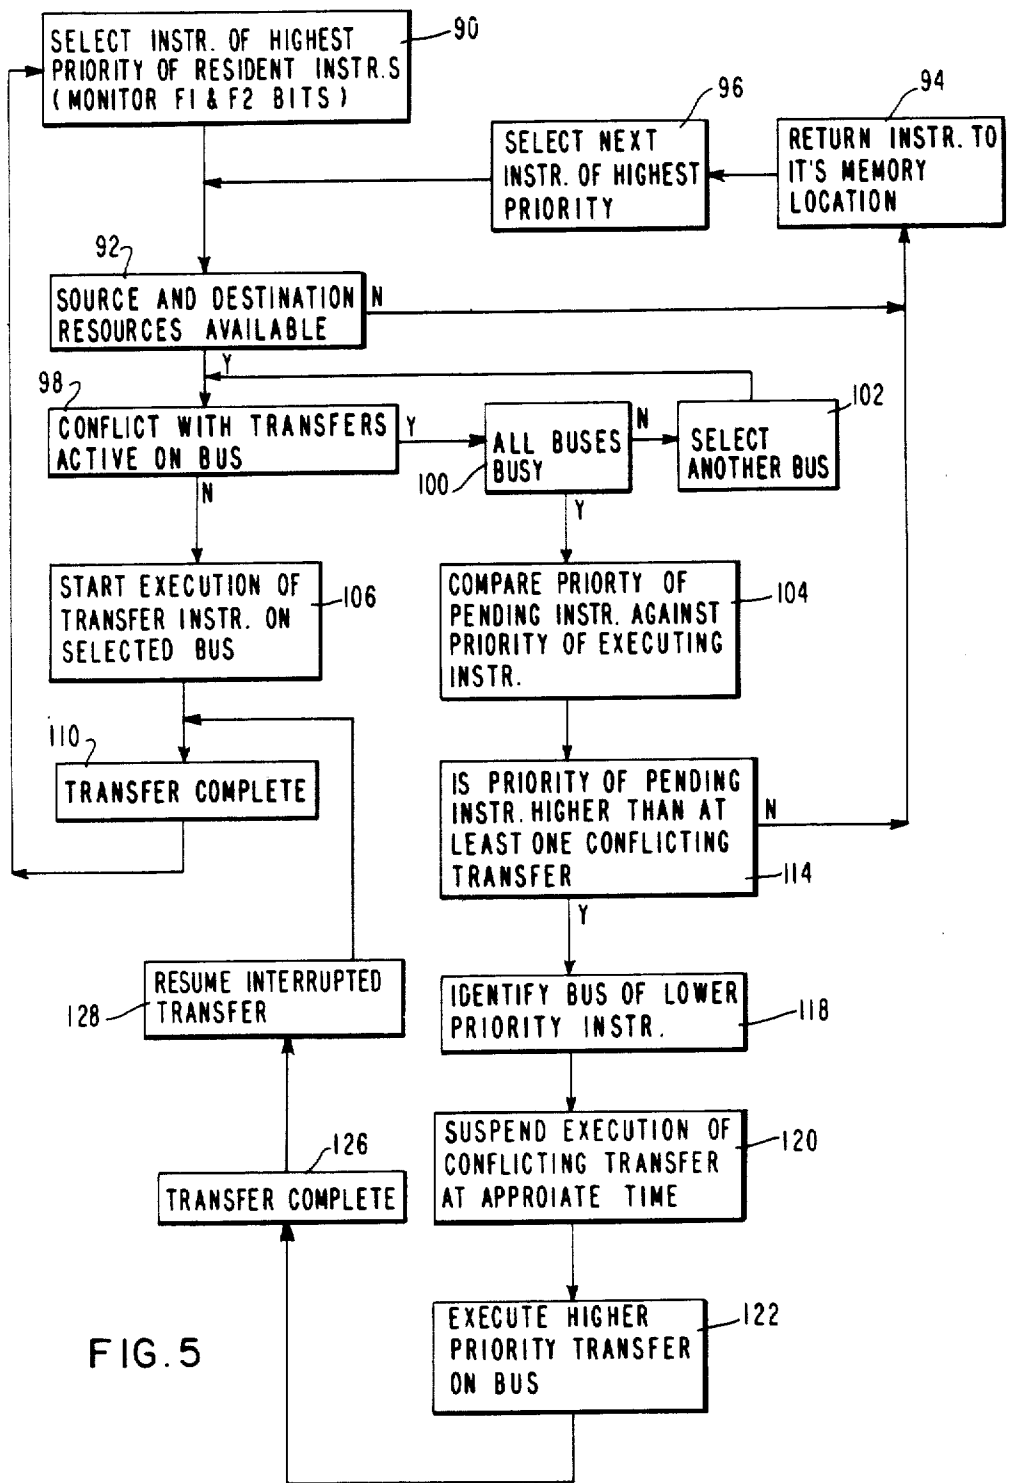 SELECT INSTR. OF HIGHEST
PRIORITY OF RESIDENT INSTR.S
(MONITOR F1 & F2 BITS)
90
96
94
SELECT NEXT
INSTR. OF HIGHEST
PRIORITY
RETURN INSTR. TO
IT'S MEMORY
LOCATION
92
SOURCE AND DESTINATION
RESOURCES AVAILABLE
N
Y
98
CONFLICT WITH TRANSFERS
ACTIVE ON BUS
Y
N
ALL BUSES
BUSY
100
N
Y
102
SELECT
ANOTHER BUS
START EXECUTION OF
TRANSFER INSTR. ON
SELECTED BUS
106
COMPARE PRIORTY OF
PENDING INSTR. AGAINST
PRIORITY OF EXECUTING
INSTR.
104
110
TRANSFER COMPLETE
IS PRIORITY OF PENDING
INSTR. HIGHER THAN AT
LEAST ONE CONFLICTING
TRANSFER
N
114
Y
RESUME INTERRUPTED
TRANSFER
128
IDENTIFY BUS OF LOWER
PRIORITY INSTR.
118
SUSPEND EXECUTION OF
CONFLICTING TRANSFER
AT APPROIATE TIME
120
126
TRANSFER COMPLETE
EXECUTE HIGHER
PRIORITY TRANSFER
ON BUS
122
FIG. 5